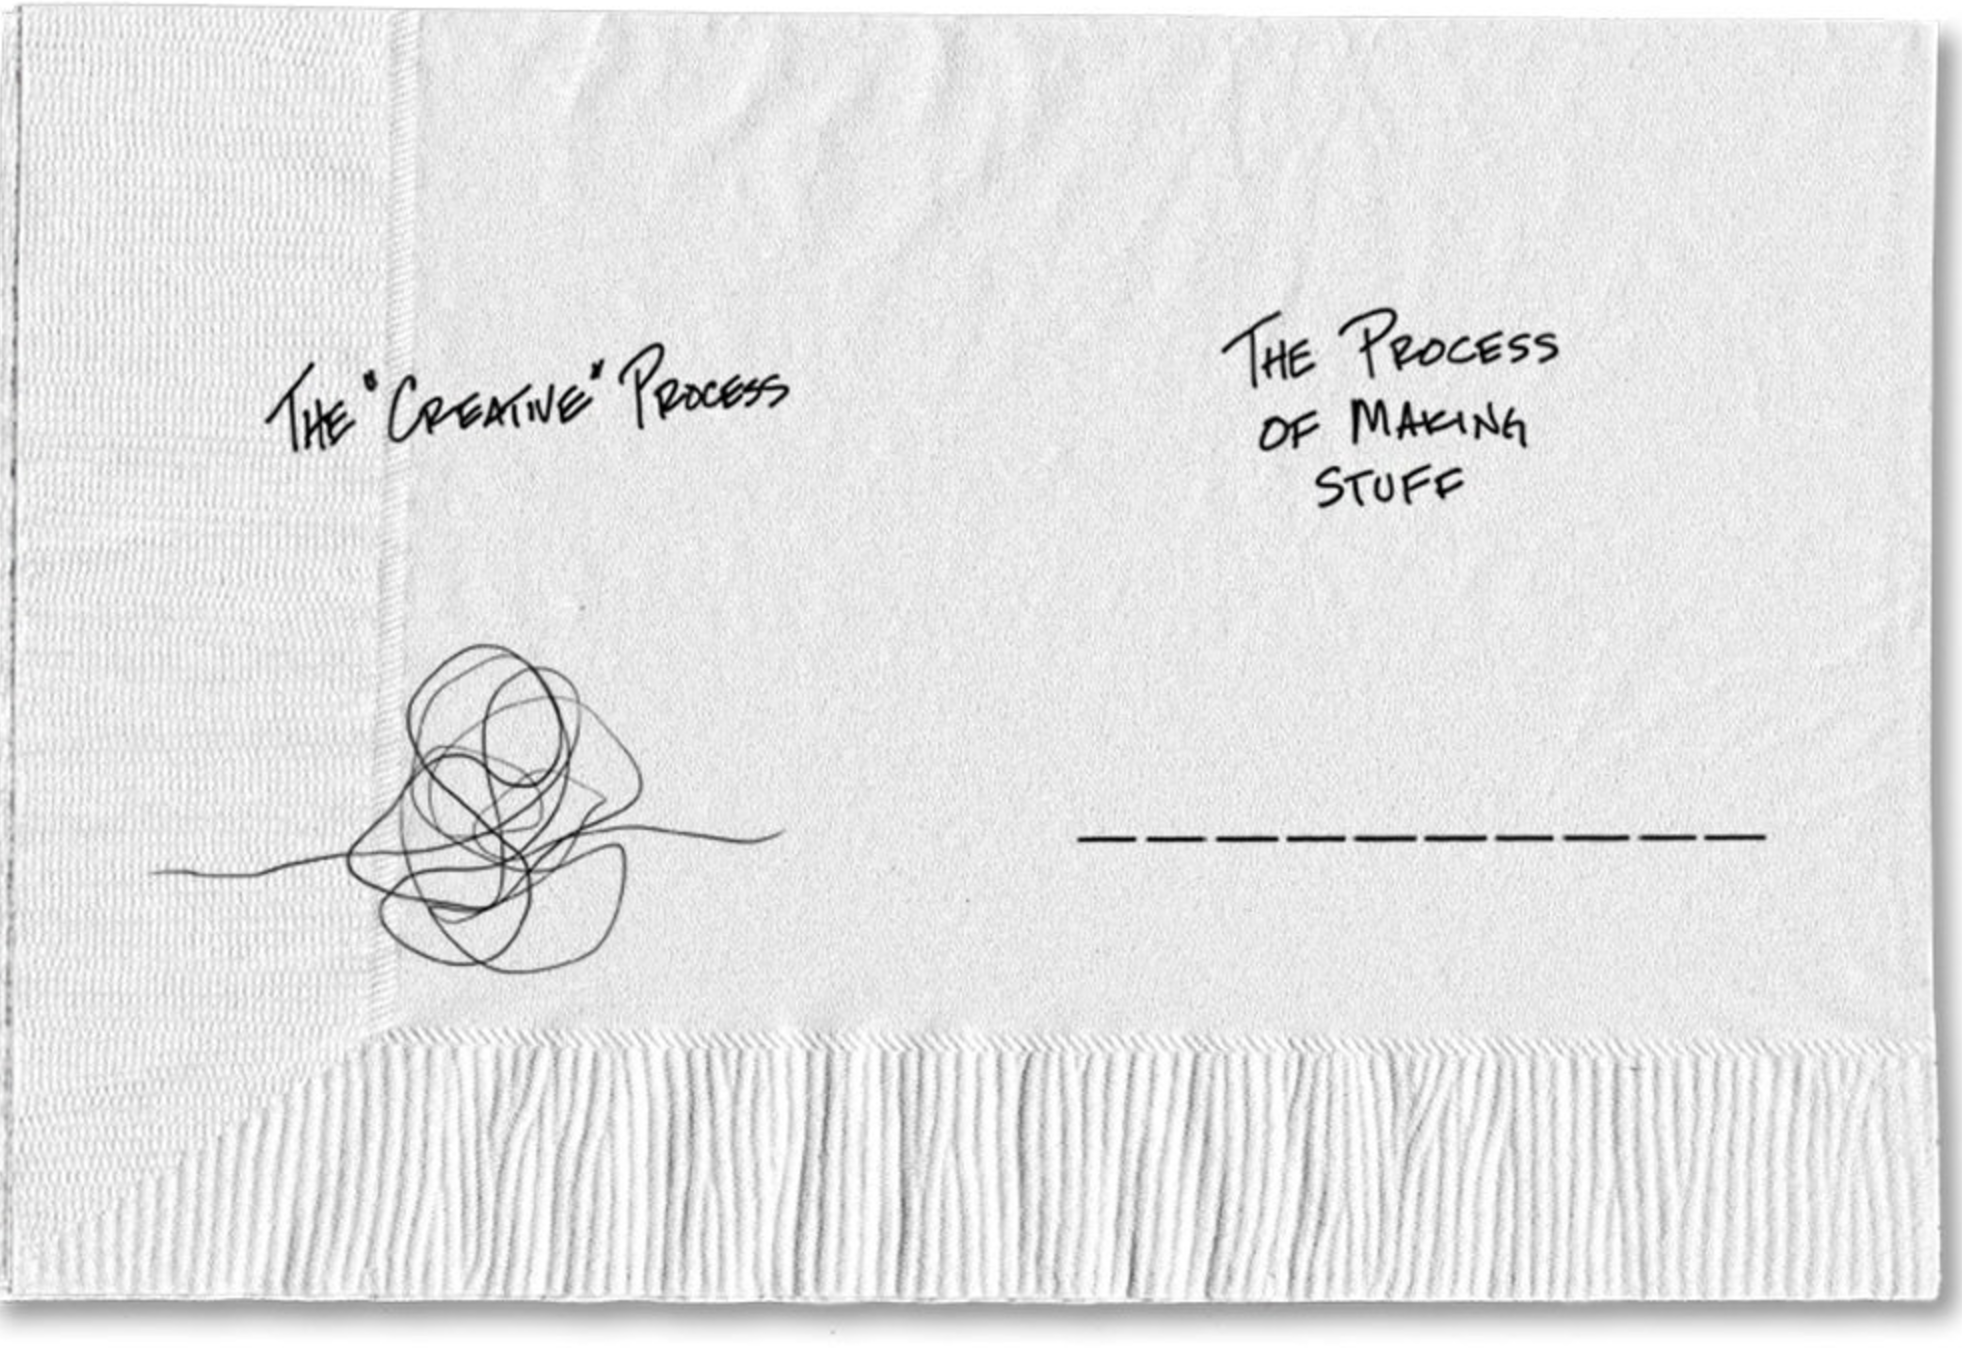 The "Creative" Process
The Process
of Making
Stuff